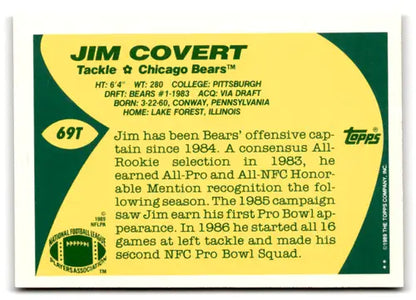 JIM COVERT
Tackle ✩ Chicago Bears™
HT: 6'4" WT: 280 COLLEGE: PITTSBURGH
DRFT: BEARS #1-1983 ACQ: VIA DRAFT
BORN: 3-22-60, CONWAY, PENNSYLVANIA
HOME: LAKE FOREST, ILLINOIS
69T
Topps
Jim has been Bears' offensive cap-
tain since 1984. A consensus All-
Rookie selection in 1983, he
earned All-Pro and All-NFC Honor-
able Mention recognition the fol-
lowing season. The 1985 campaign
saw Jim earn his first Pro Bowl ap-
pearance. In 1986 he started all 16
games at left tackle and made his
second NFC Pro Bowl Squad.
©
1989
NFLPA
NATIONAL FOOTBALL LEAGUE
PLAYERS ASSOCIATION
TM
©1989 THE TOPPS COMPANY, INC.
**